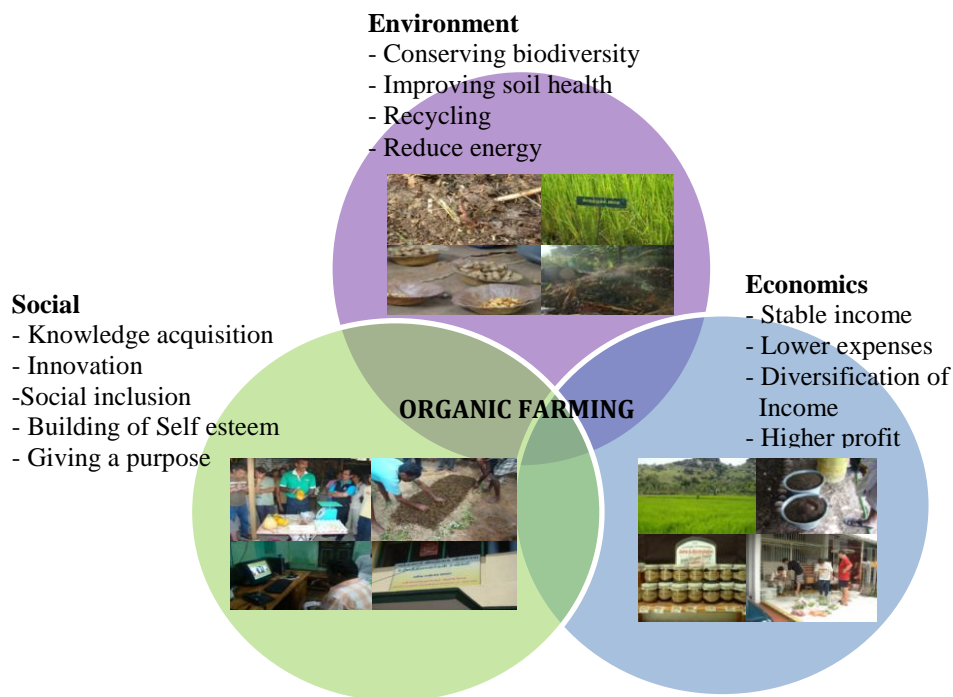 Environment
- Conserving biodiversity
- Improving soil health
- Recycling
- Reduce energy
Economics
- Stable income
- Lower expenses
- Diversification of
Income
- Higher profit
Social
- Knowledge acquisition
- Innovation
-Social inclusion
- Building of Self esteem
- Giving a purpose
ORGANIC FARMING